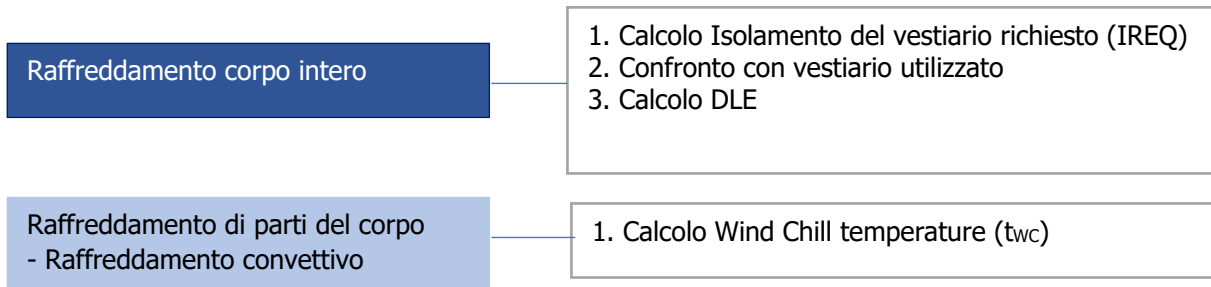 Raffreddamento corpo intero
1. Calcolo Isolamento del vestiario richiesto (IREQ)
2. Confronto con vestiario utilizzato
3. Calcolo DLE
Raffreddamento di parti del corpo
- Raffreddamento convettivo
1. Calcolo Wind Chill temperature (twc)